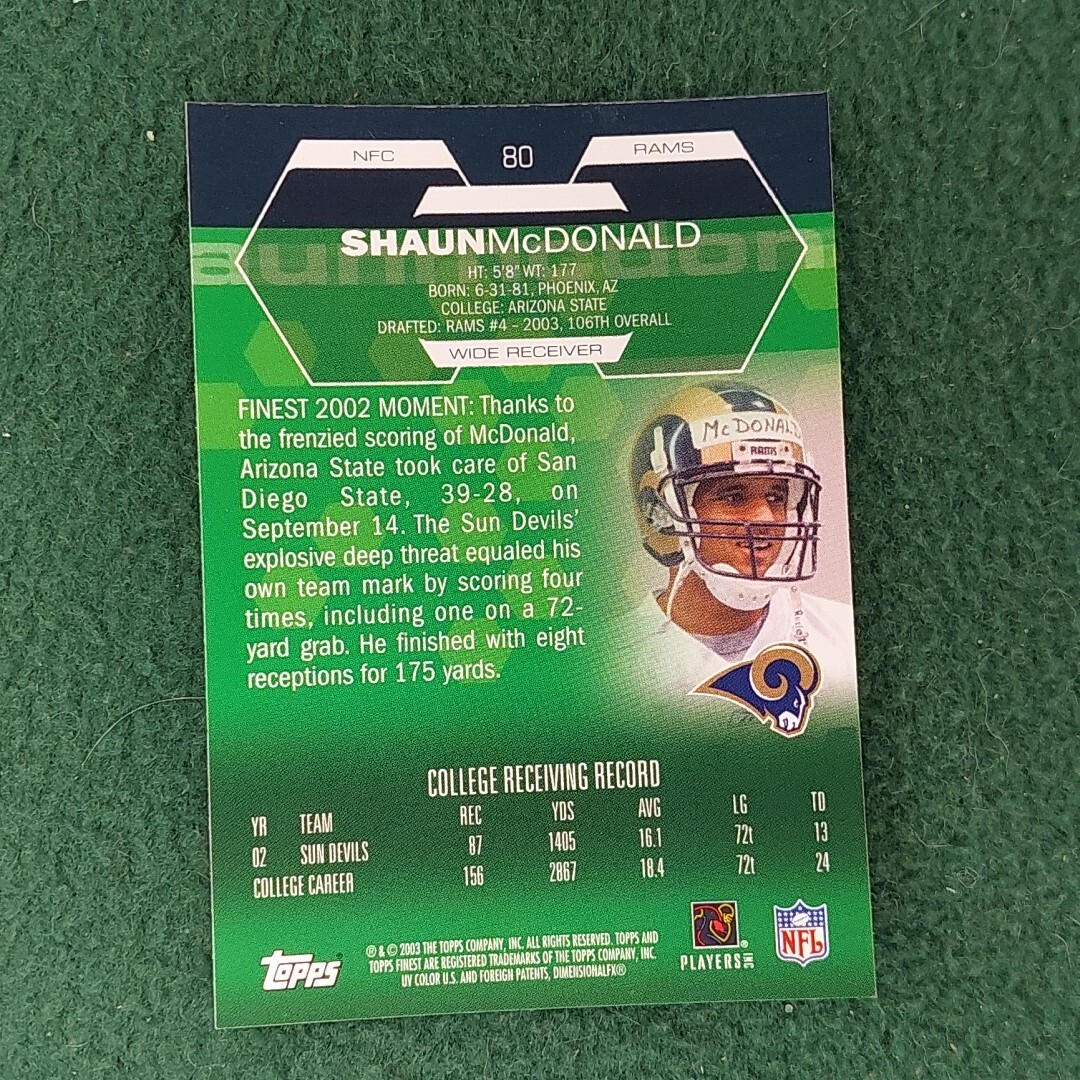 NFC
80
RAMS
SHAUNMcDONALD
HT: 5'8" WT: 177
BORN: 6-31-81, PHOENIX, AZ
COLLEGE: ARIZONA STATE
DRAFTED: RAMS #4 - 2003, 106TH OVERALL
WIDE RECEIVER
FINEST 2002 MOMENT: Thanks to
the frenzied scoring of McDonald,
Arizona State took care of San
Diego State, 39-28, on
September 14. The Sun Devils'
explosive deep threat equaled his
own team mark by scoring four
times, including one on a 72-
yard grab. He finished with eight
receptions for 175 yards.
McDONALD
RAMS
COLLEGE RECEIVING RECORD
YR TEAM REC YDS AVG LG TD
02 SUN DEVILS 87 1405 16.1 72t 13
COLLEGE CAREER 156 2867 18.4 72t 24
topps
® & © 2003 THE TOPPS COMPANY, INC. ALL RIGHTS RESERVED. TOPPS AND
TOPPS FINEST ARE REGISTERED TRADEMARKS OF THE TOPPS COMPANY, INC.
UV COLOR U.S. AND FOREIGN PATENTS, DIMENSIONALFX®
PLAYERS INC®
NFL